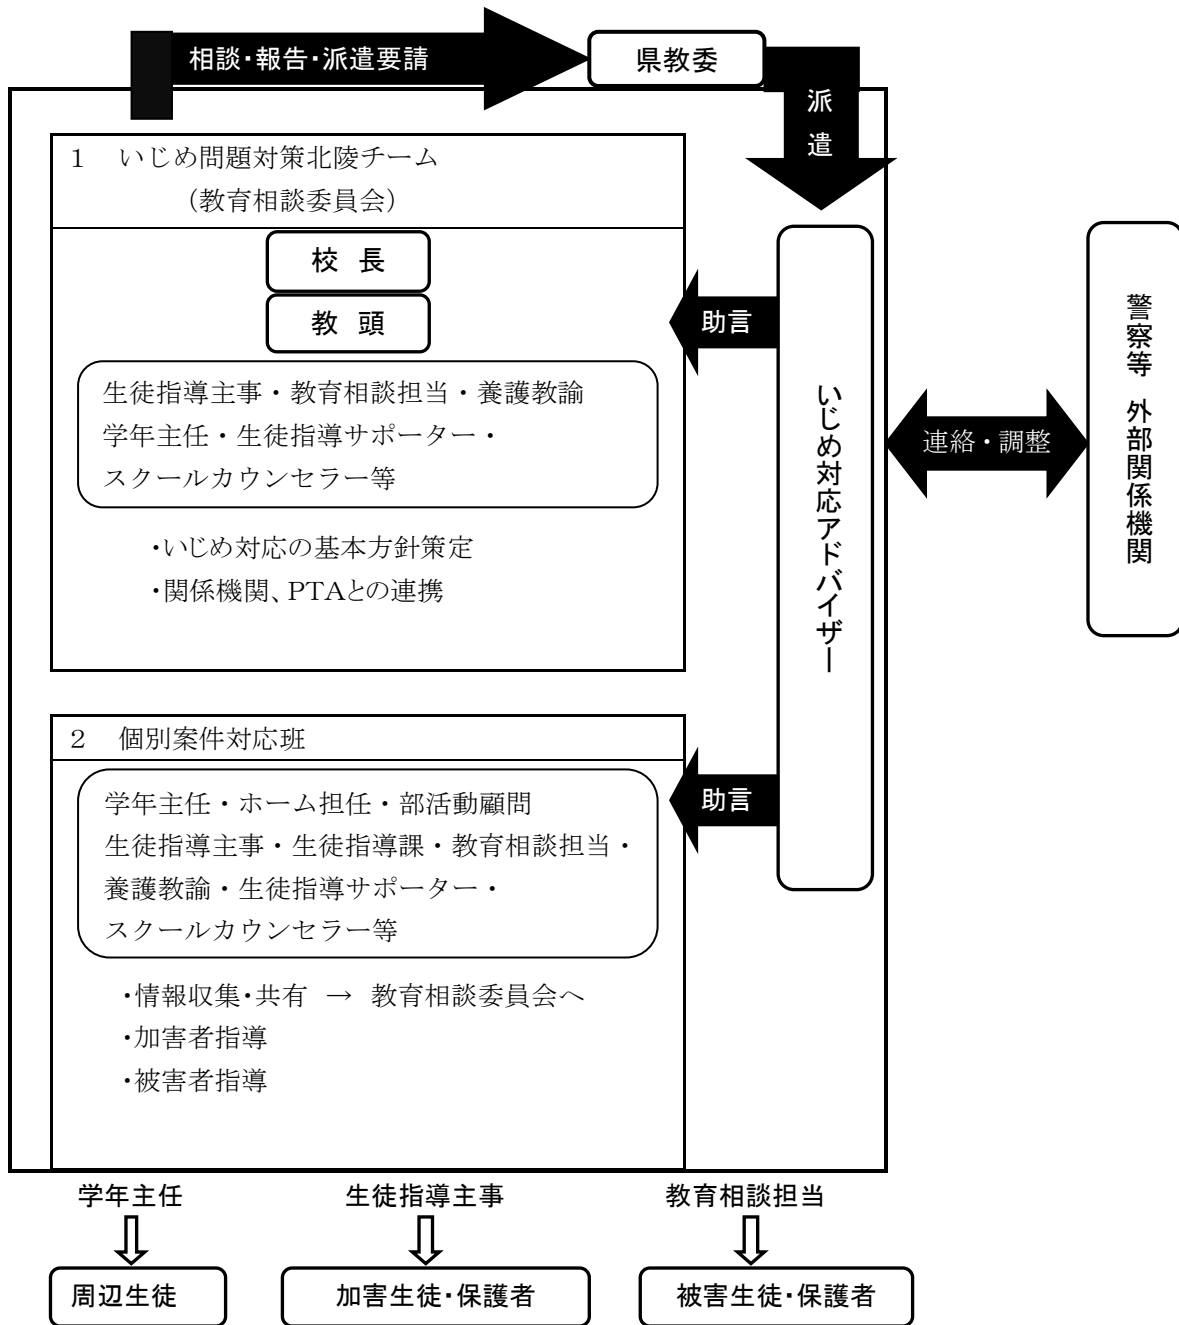 相談・報告・派遣要請
県教委
派遣
1 いじめ問題対策北陵チーム
（教育相談委員会）
校 長
教 頭
生徒指導主事・教育相談担当・養護教諭
学年主任・生徒指導サポーター・
スクールカウンセラー等
・いじめ対応の基本方針策定
・関係機関、PTAとの連携
助言
いじめ対応アドバイザー
連絡・調整
警察等 外部関係機関
2 個別案件対応班
学年主任・ホーム担任・部活動顧問
生徒指導主事・生徒指導課・教育相談担当・
養護教諭・生徒指導サポーター・
スクールカウンセラー等
・情報収集・共有 → 教育相談委員会へ
・加害者指導
・被害者指導
助言
学年主任
生徒指導主事
教育相談担当
周辺生徒
加害生徒・保護者
被害生徒・保護者